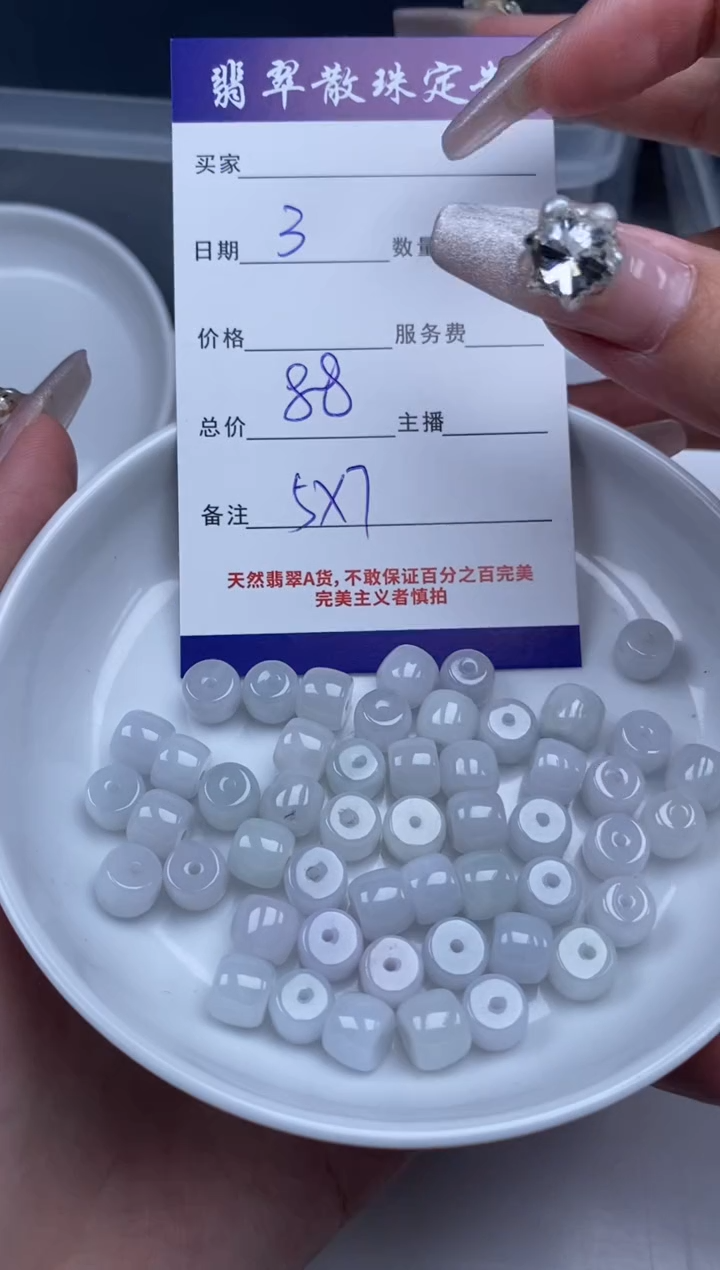 翡翠散珠定
买家
日期 3 数量
价格 服务费
总价 88 主播
备注 5X7
天然翡翠A货,不敢保证百分之百完美
完美主义者慎拍